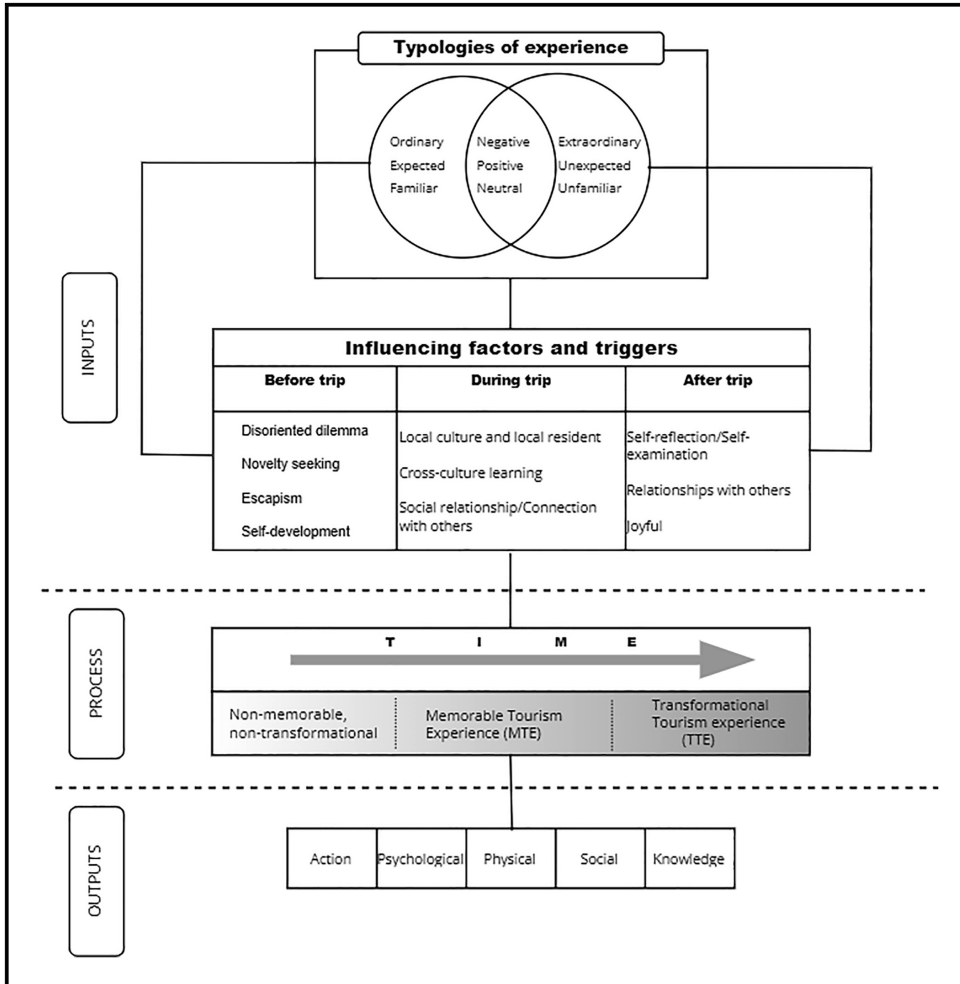 Typologies of experience
Ordinary
Expected
Familiar
Negative
Positive
Neutral
Extraordinary
Unexpected
Unfamiliar
INPUTS
Influencing factors and triggers
Before trip
During trip
After trip
Disoriented dilemma
Novelty seeking
Escapism
Self-development
Local culture and local resident
Cross-culture learning
Social relationship/Connection
with others
Self-reflection/Self-
examination
Relationships with others
Joyful
PROCESS
T I M E
Non-memorable,
non-transformational
Memorable Tourism
Experience (MTE)
Transformational
Tourism experience
(TTE)
OUTPUTS
Action
Psychological
Physical
Social
Knowledge